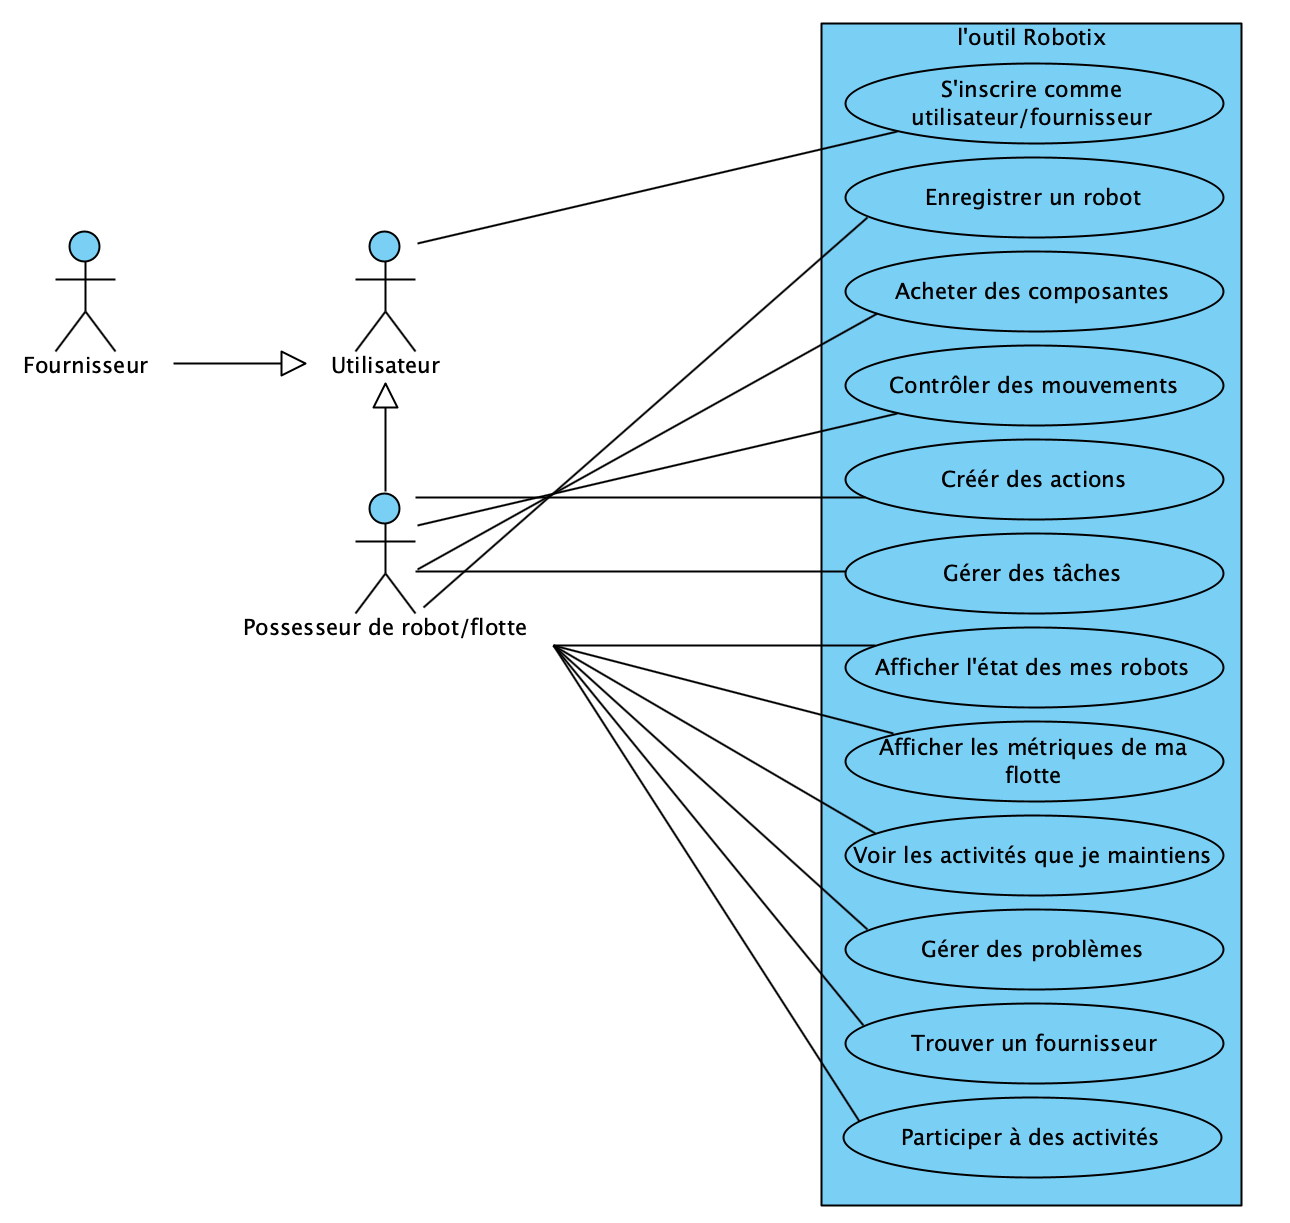 l'outil Robotix
S'inscrire comme
utilisateur/fournisseur
Enregistrer un robot
Acheter des composantes
Fournisseur
Utilisateur
Contrôler des mouvements
Créér des actions
Gérer des tâches
Possesseur de robot/flotte
Afficher l'état des mes robots
Afficher les métriques de ma
flotte
Voir les activités que je maintiens
Gérer des problèmes
Trouver un fournisseur
Participer à des activités